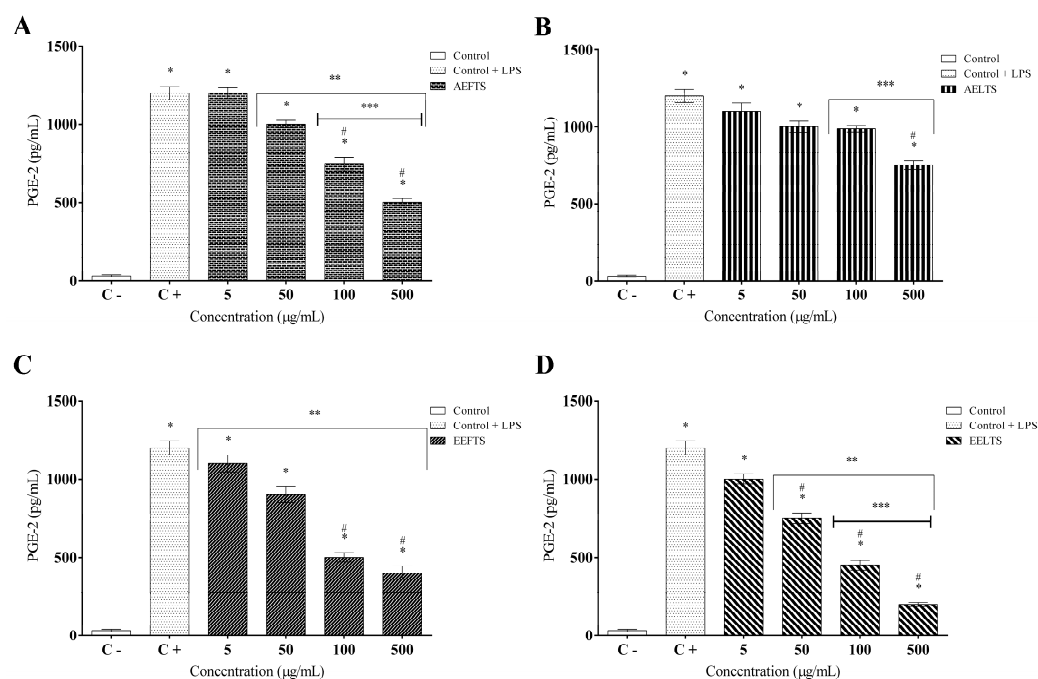 A
PGE-2 (pg/mL)
1500
1000
500
0
* * ** * *** # * # *
C - C + 5 50 100 500
Concentration (µg/mL)
Control
Control + LPS
AEFTS
B
PGE-2 (pg/mL)
1500
1000
500
0
* * * *** * # *
C - C + 5 50 100 500
Concentration (µg/mL)
Control
Control + LPS
AELTS
C
PGE-2 (pg/mL)
1500
1000
500
0
* ** * * # * # *
C - C + 5 50 100 500
Concentration (µg/mL)
Control
Control + LPS
EEFTS
D
PGE-2 (pg/mL)
1500
1000
500
0
* * ** # * *** # * # *
C - C + 5 50 100 500
Concentration (µg/mL)
Control
Control + LPS
EELTS